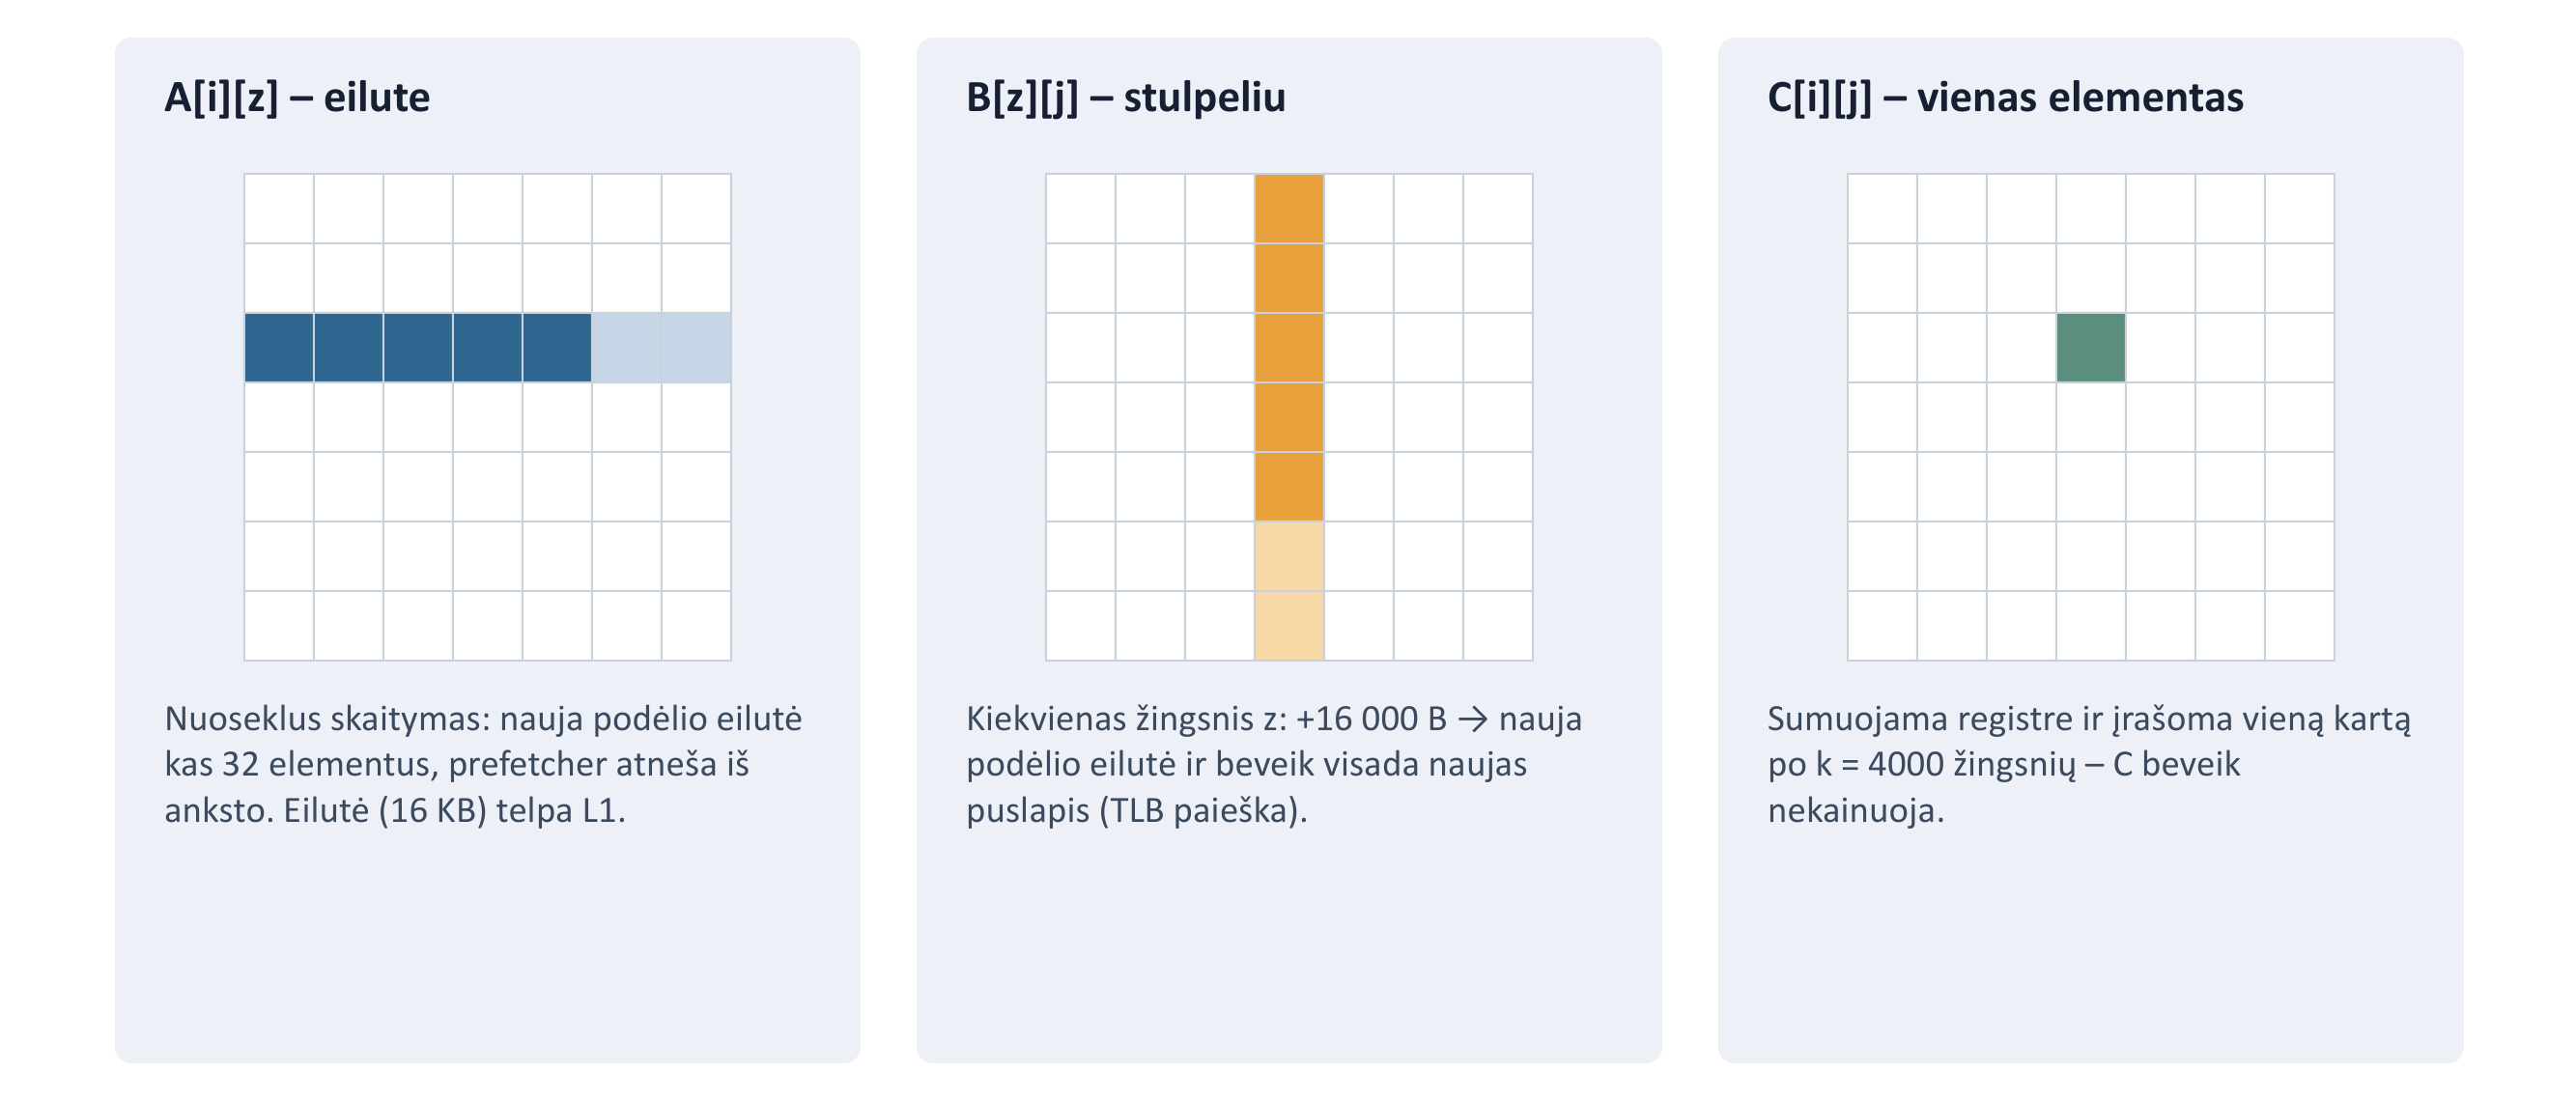 A[i][z] – eilute
Nuoseklus skaitymas: nauja podėlio eilutė
kas 32 elementus, prefetcher atneša iš
anksto. Eilutė (16 KB) telpa L1.
B[z][j] – stulpeliu
Kiekvienas žingsnis z: +16 000 B → nauja
podėlio eilutė ir beveik visada naujas
puslapis (TLB paieška).
C[i][j] – vienas elementas
Sumuojama registre ir įrašoma vieną kartą
po k = 4000 žingsnių – C beveik
nekainuoja.